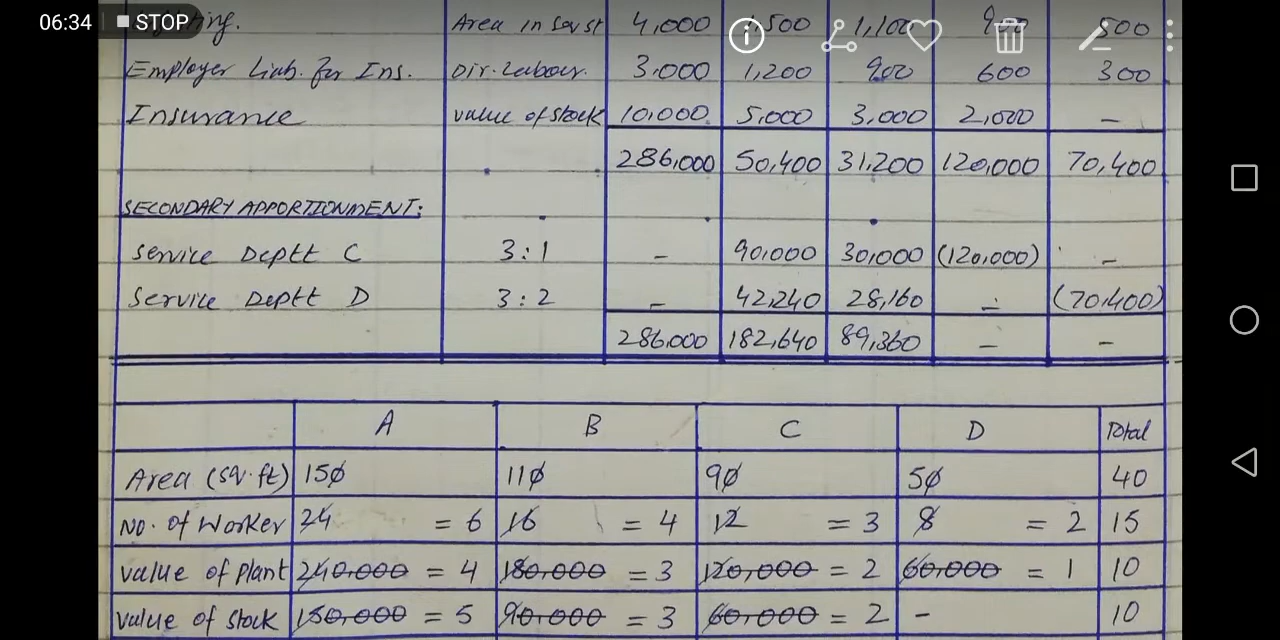 06:34 STOP
Area in Sq.ft 4,000 1,500 1,100 900 500
Employer Liab. for Ins. Dir. Labour. 3,000 1,200 900 600 300
Insurance value of stock 10,000 5,000 3,000 2,000 -
286,000 50,400 31,200 120,000 70,400
SECONDARY APPORTIONMENT:
Service Deptt C 3:1 - 90,000 30,000 (120,000) -
Service Deptt D 3:2 - 42,240 28,160 - (70,400)
286,000 182,640 89,360 - -
A B C D Total
Area (sq.ft) 150 110 90 50 40
No. of Worker 24 = 6 16 = 4 12 = 3 8 = 2 15
value of plant 240,000 = 4 180,000 = 3 120,000 = 2 60,000 = 1 10
value of stock 150,000 = 5 90,000 = 3 60,000 = 2 - 10